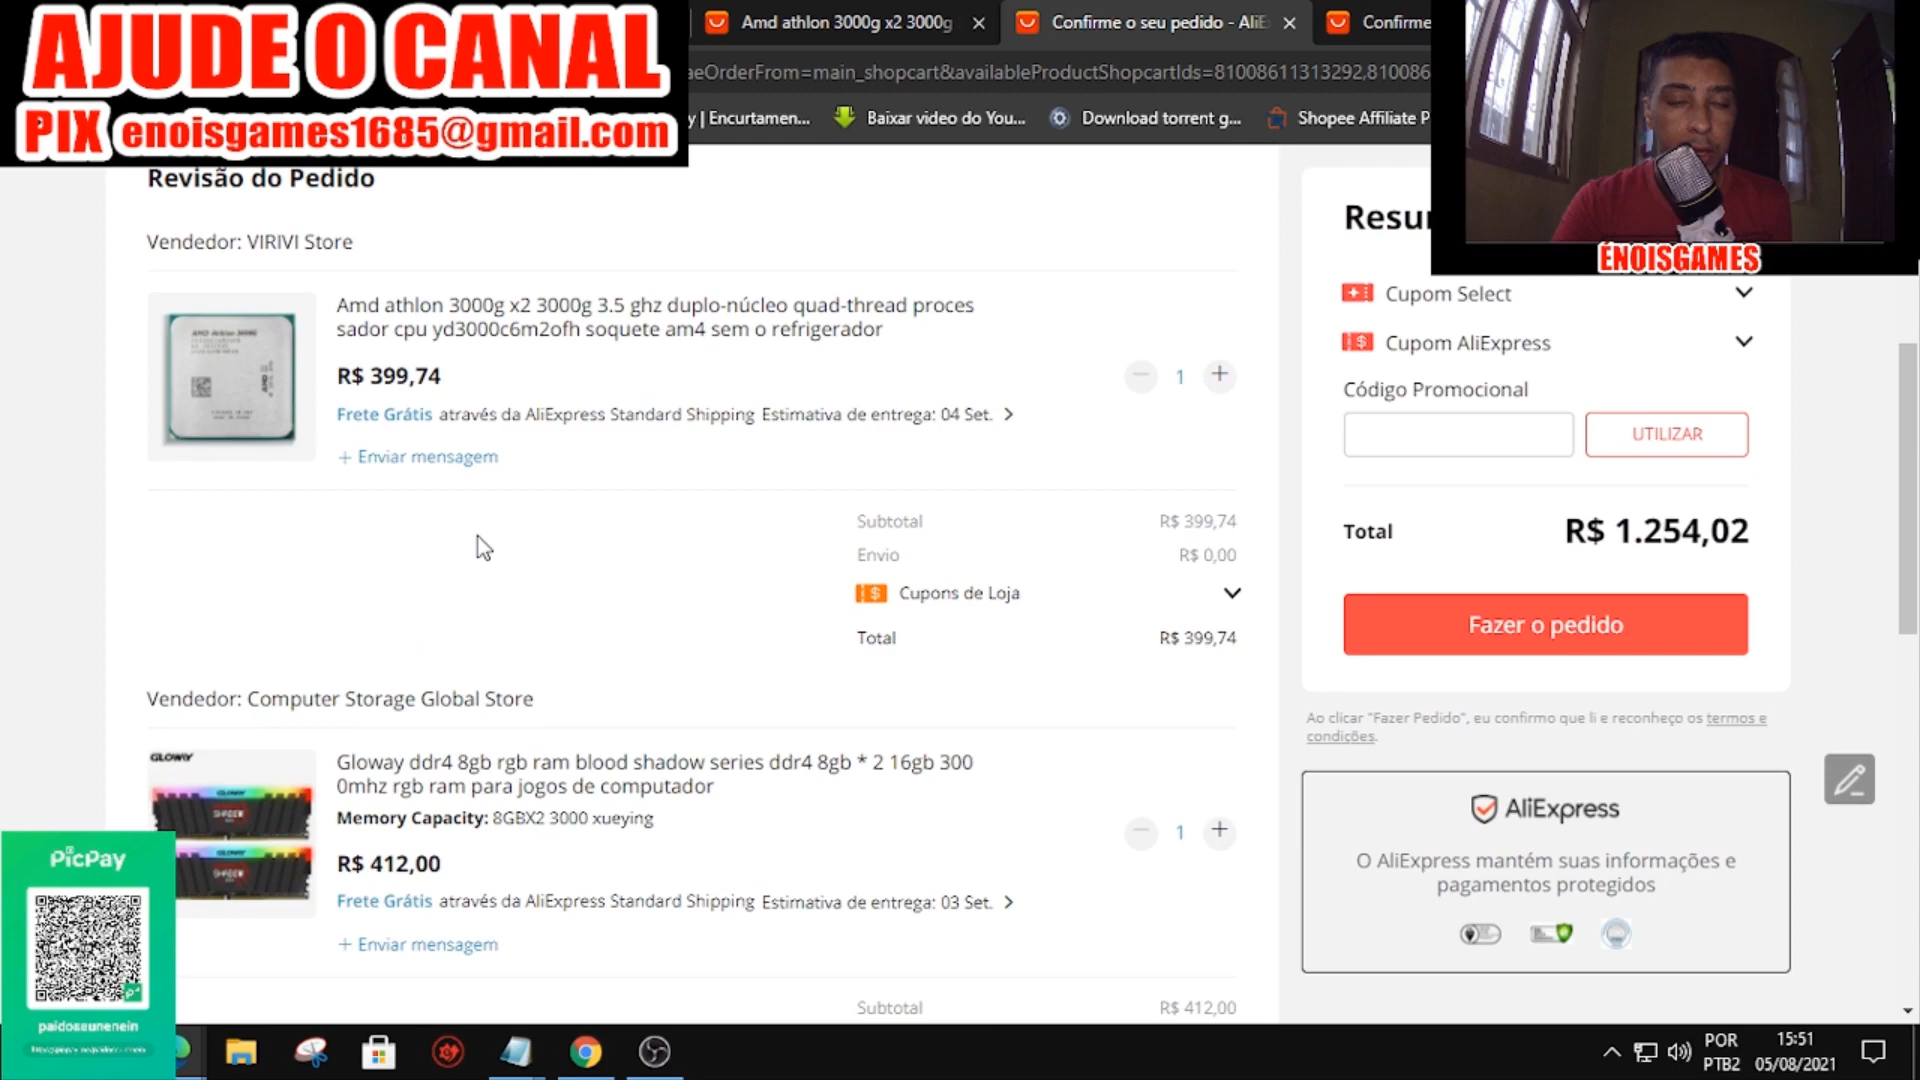 AJUDE O CANAL
PIX enoisgames1685@gmail.com
Amd athlon 3000g x2 3000g
Confirme o seu pedido - AliE
Confirme
aeOrderFrom=main_shopcart&availableProductShopcartIds=81008611313292,810086
y | Encurtamen...
Baixar video do You...
Download torrent g...
Shopee Affiliate P
ÉNOISGAMES
Revisão do Pedido
Vendedor: VIRIVI Store
Amd athlon 3000g x2 3000g 3.5 ghz duplo-núcleo quad-thread proces
sador cpu yd3000c6m2ofh soquete am4 sem o refrigerador
R$ 399,74
1
Frete Grátis através da AliExpress Standard Shipping Estimativa de entrega: 04 Set.
+ Enviar mensagem
Subtotal R$ 399,74
Envio R$ 0,00
Cupons de Loja
Total R$ 399,74
Vendedor: Computer Storage Global Store
GLOWAY
Gloway ddr4 8gb rgb ram blood shadow series ddr4 8gb * 2 16gb 300
0mhz rgb ram para jogos de computador
Memory Capacity: 8GBX2 3000 xueying
R$ 412,00
1
Frete Grátis através da AliExpress Standard Shipping Estimativa de entrega: 03 Set.
+ Enviar mensagem
Subtotal R$ 412,00
Resu
Cupom Select
Cupom AliExpress
Código Promocional
UTILIZAR
Total R$ 1.254,02
Fazer o pedido
Ao clicar "Fazer Pedido", eu confirmo que li e reconheço os termos e
condições.
AliExpress
O AliExpress mantém suas informações e
pagamentos protegidos
PicPay
paidoseunenein
POR
PTB2
15:51
05/08/2021